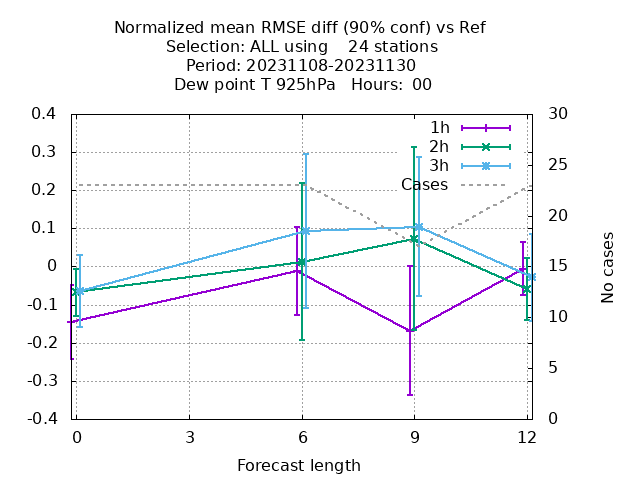 Normalized mean RMSE diff (90% conf) vs Ref
Selection: ALL using    24 stations
Period: 20231108-20231130
Dew point T 925hPa   Hours: 00
0.4
0.3
0.2
0.1
0
-0.1
-0.2
-0.3
-0.4
30
25
20
15
10
5
0
1h
2h
3h
Cases
No cases
0 3 6 9 12
Forecast length